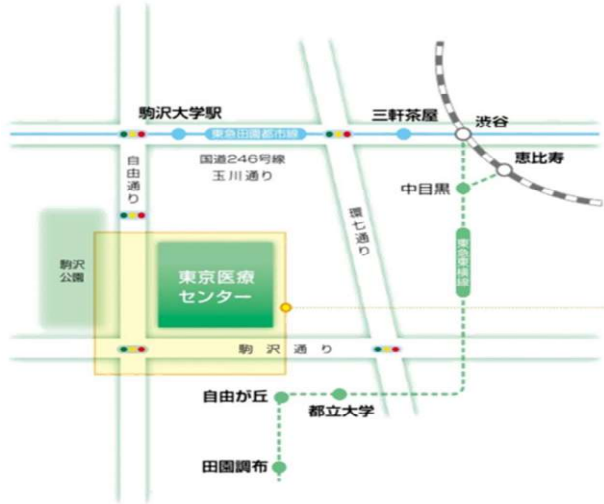 駒沢大学駅
三軒茶屋
渋谷
東急田園都市線
国道246号線
玉川通り
恵比寿
中目黒
自由通り
環七通り
東急東横線
駒沢
公園
東京医療
センター
駒沢通り
自由が丘
都立大学
田園調布